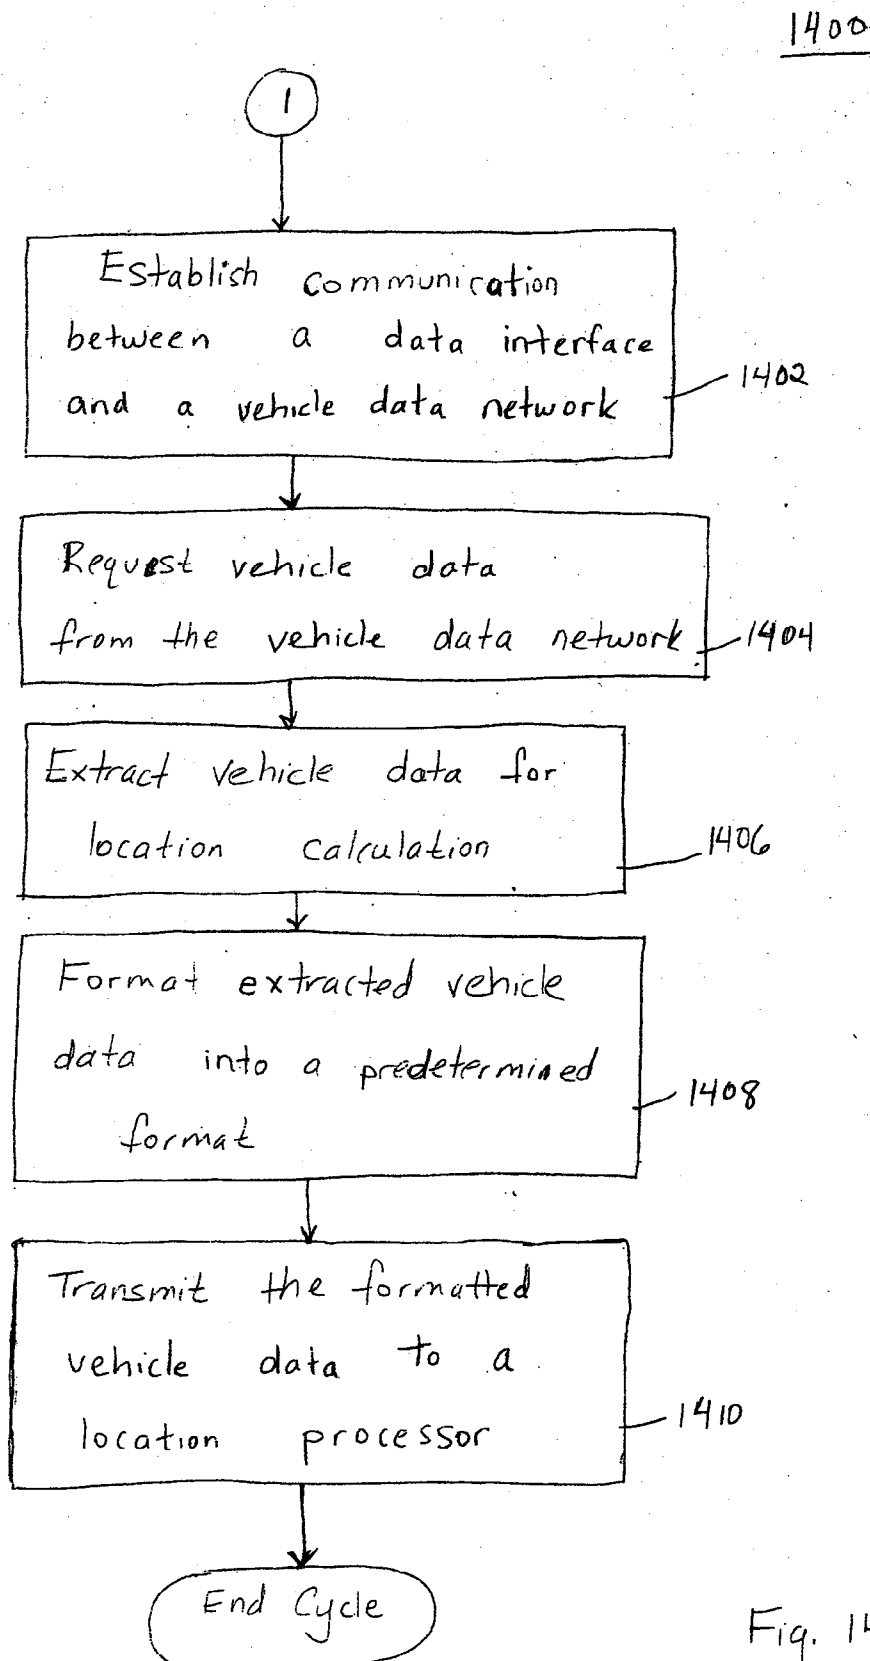 1400
1
Establish communication
between a data interface
and a vehicle data network
1402
Request vehicle data
from the vehicle data network
1404
Extract vehicle data for
location calculation
1406
Format extracted vehicle
data into a predetermined
format
1408
Transmit the formatted
vehicle data to a
location processor
1410
End Cycle
Fig. 14